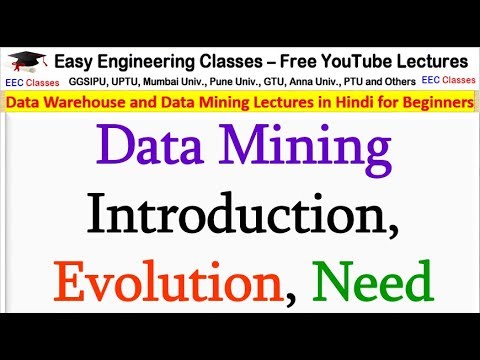 Easy Engineering Classes – Free YouTube Lectures
EEC Classes GGSIPU, UPTU, Mumbai Univ., Pune Univ., GTU, Anna Univ., PTU and Others EEC Classes
Data Warehouse and Data Mining Lectures in Hindi for Beginners
Data Mining
Introduction,
Evolution, Need